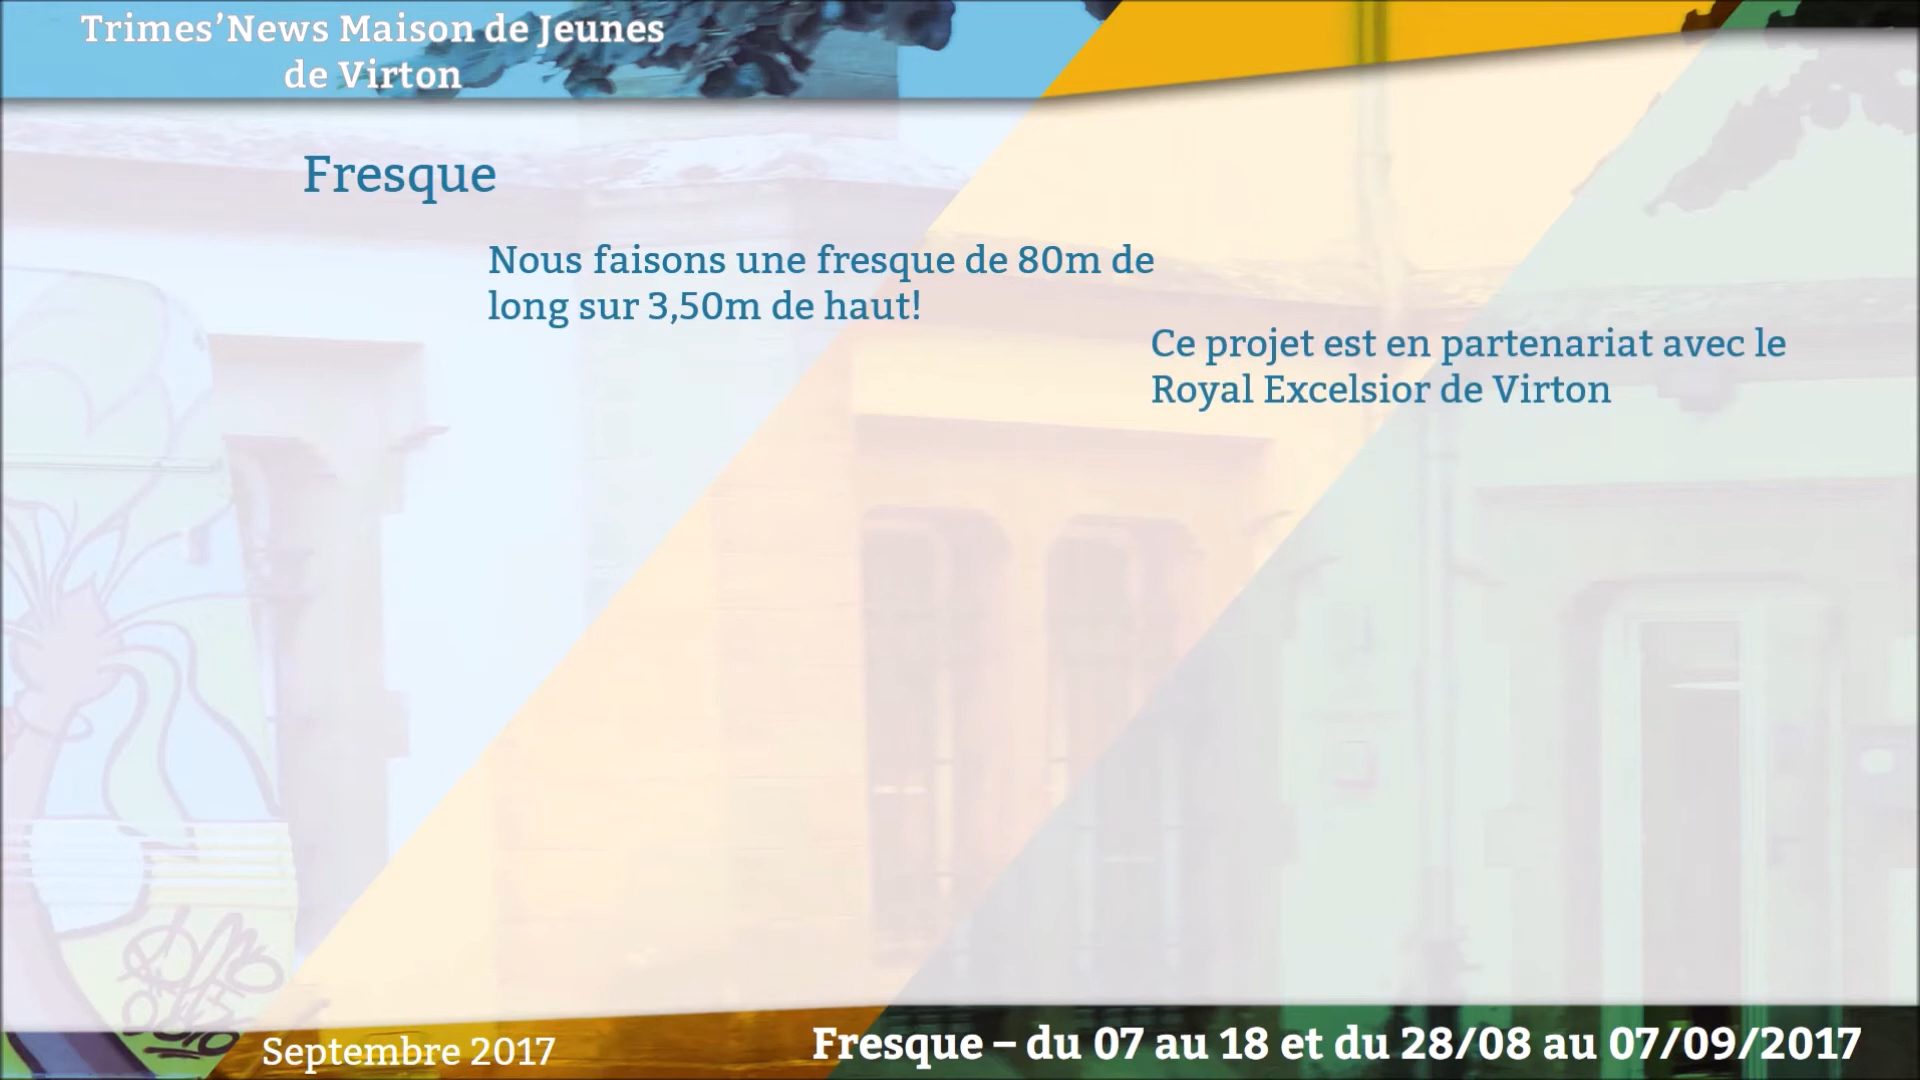 Trimes’News Maison de Jeunes
de Virton
Fresque
Nous faisons une fresque de 80m de
long sur 3,50m de haut!
Ce projet est en partenariat avec le
Royal Excelsior de Virton
Septembre 2017
Fresque – du 07 au 18 et du 28/08 au 07/09/2017